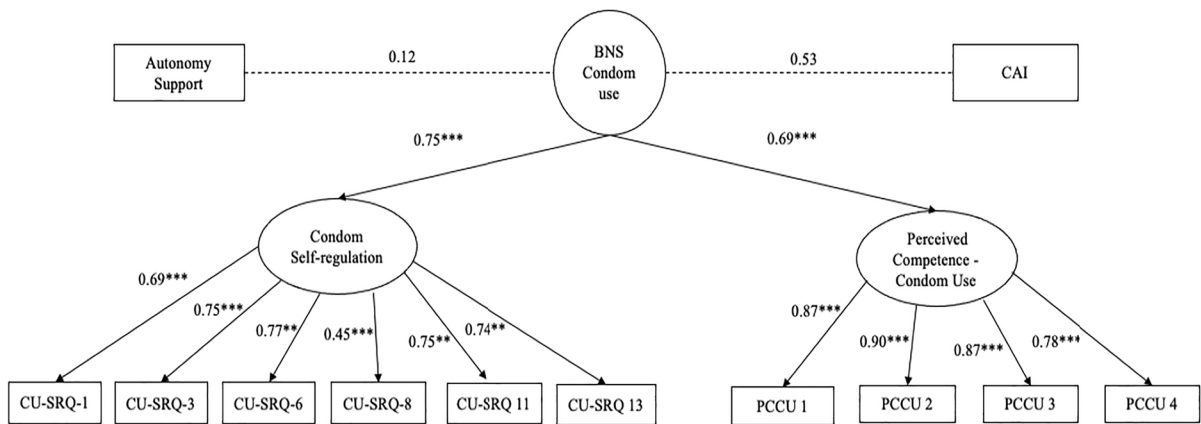 Autonomy
Support
0.12
BNS
Condom
use
0.53
CAI
0.75***
0.69***
Condom
Self-regulation
Perceived
Competence -
Condom Use
0.69***
0.75***
0.77**
0.45***
0.75**
0.74**
0.87***
0.90***
0.87***
0.78***
CU-SRQ-1
CU-SRQ-3
CU-SRQ-6
CU-SRQ-8
CU-SRQ 11
CU-SRQ 13
PCCU 1
PCCU 2
PCCU 3
PCCU 4